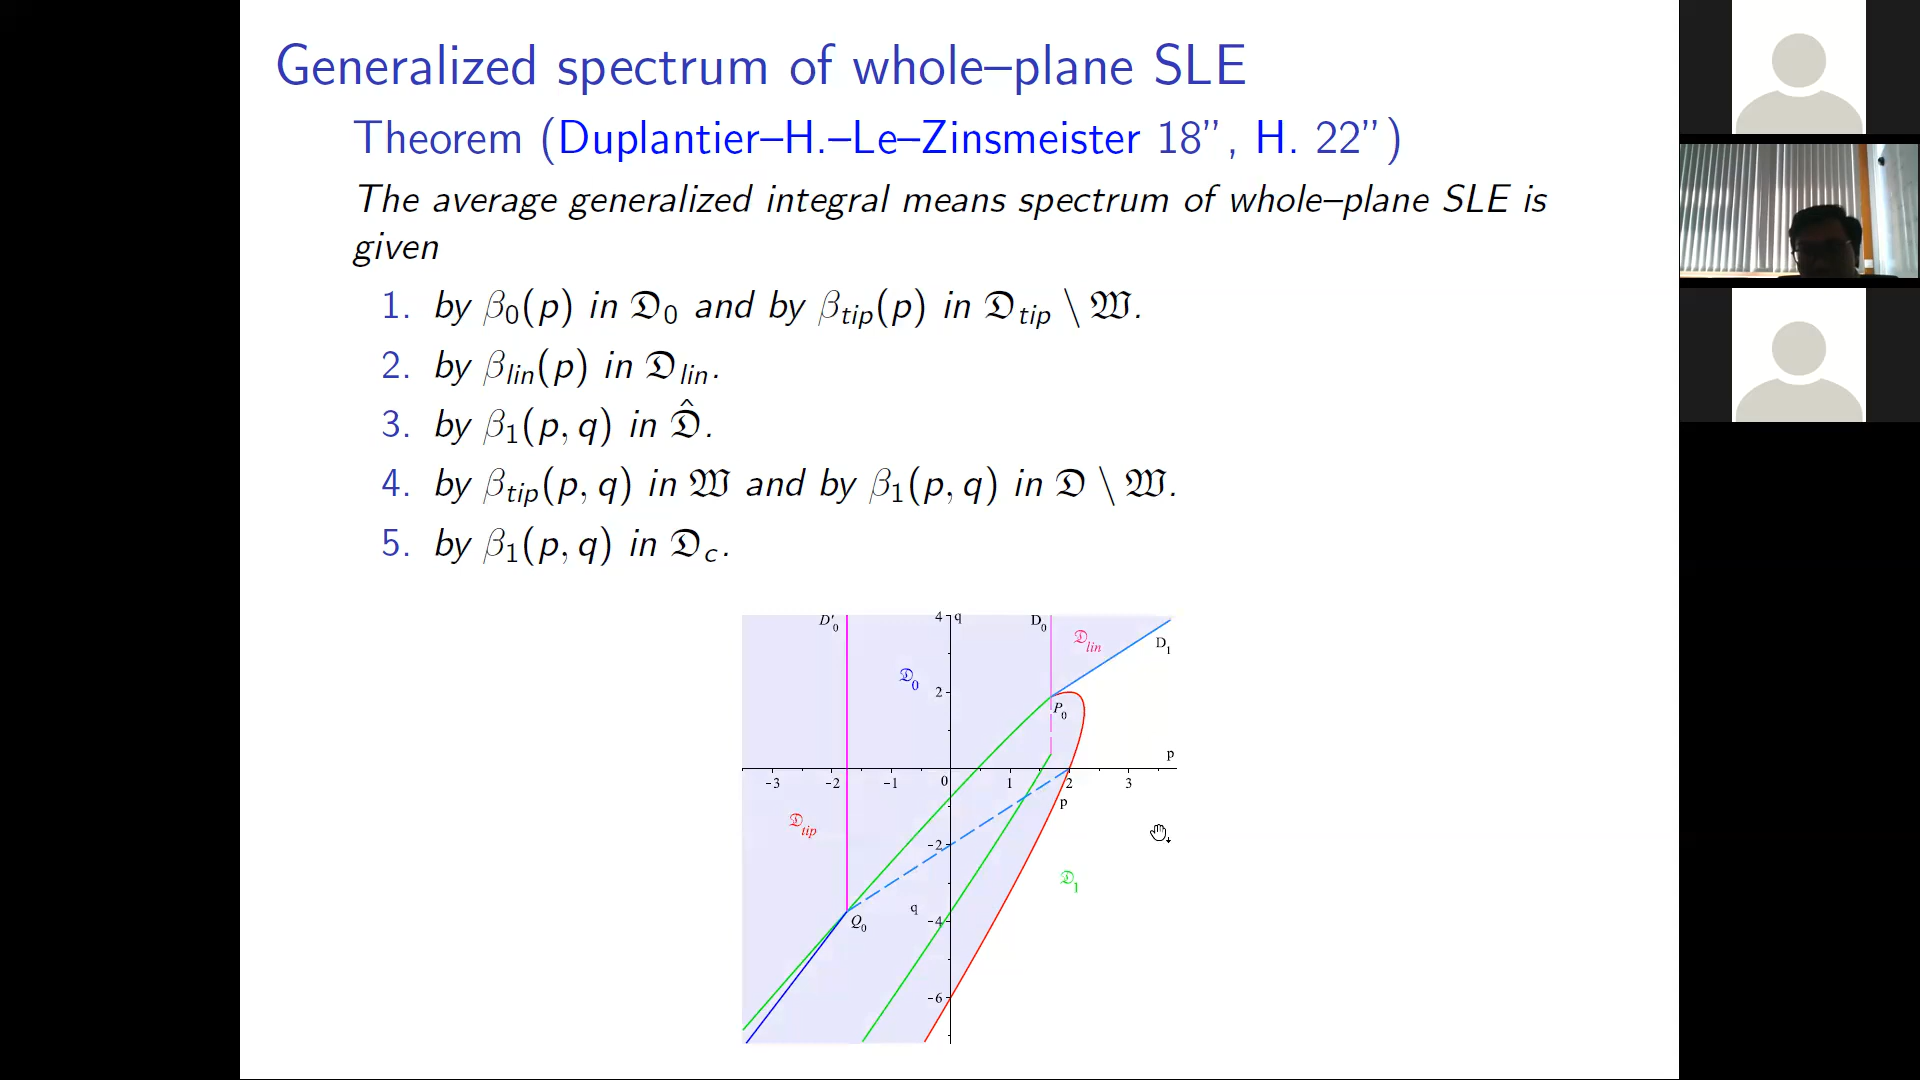 Generalized spectrum of whole–plane SLE
Theorem (Duplantier–H.–Le–Zinsmeister 18”, H. 22”)
The average generalized integral means spectrum of whole–plane SLE is
given
1. by β₀(p) in 𝔇₀ and by β_tip(p) in 𝔇_tip \ 𝔚.
2. by β_lin(p) in 𝔇_lin.
3. by β₁(p, q) in 𝔇̂.
4. by β_tip(p, q) in 𝔚 and by β₁(p, q) in 𝔇 \ 𝔚.
5. by β₁(p, q) in 𝔇_c.
D'₀ 4 q D₀ 𝔇_lin
D₁
𝔇₀ 2
P₀
p
-3 -2 -1 0 1 2 3
p
𝔇_tip
-2
𝔇₁
q
Q₀ -4
-6